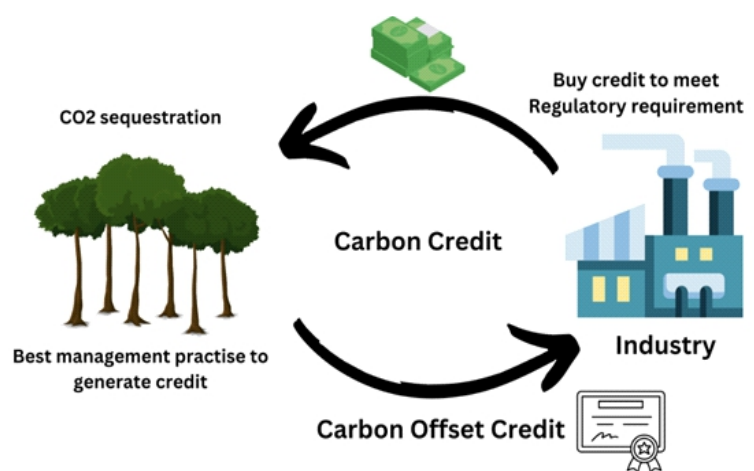 CO2 sequestration
Best management practise to
generate credit
Carbon Credit
Buy credit to meet
Regulatory requirement
Industry
Carbon Offset Credit